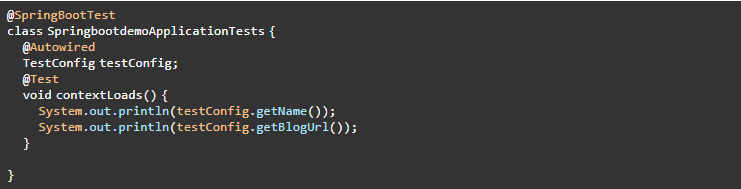 @SpringBootTest
class SpringbootdemoApplicationTests {
@Autowired
TestConfig testConfig;
@Test
void contextLoads() {
System.out.println(testConfig.getName());
System.out.println(testConfig.getBlogUrl());
}
}